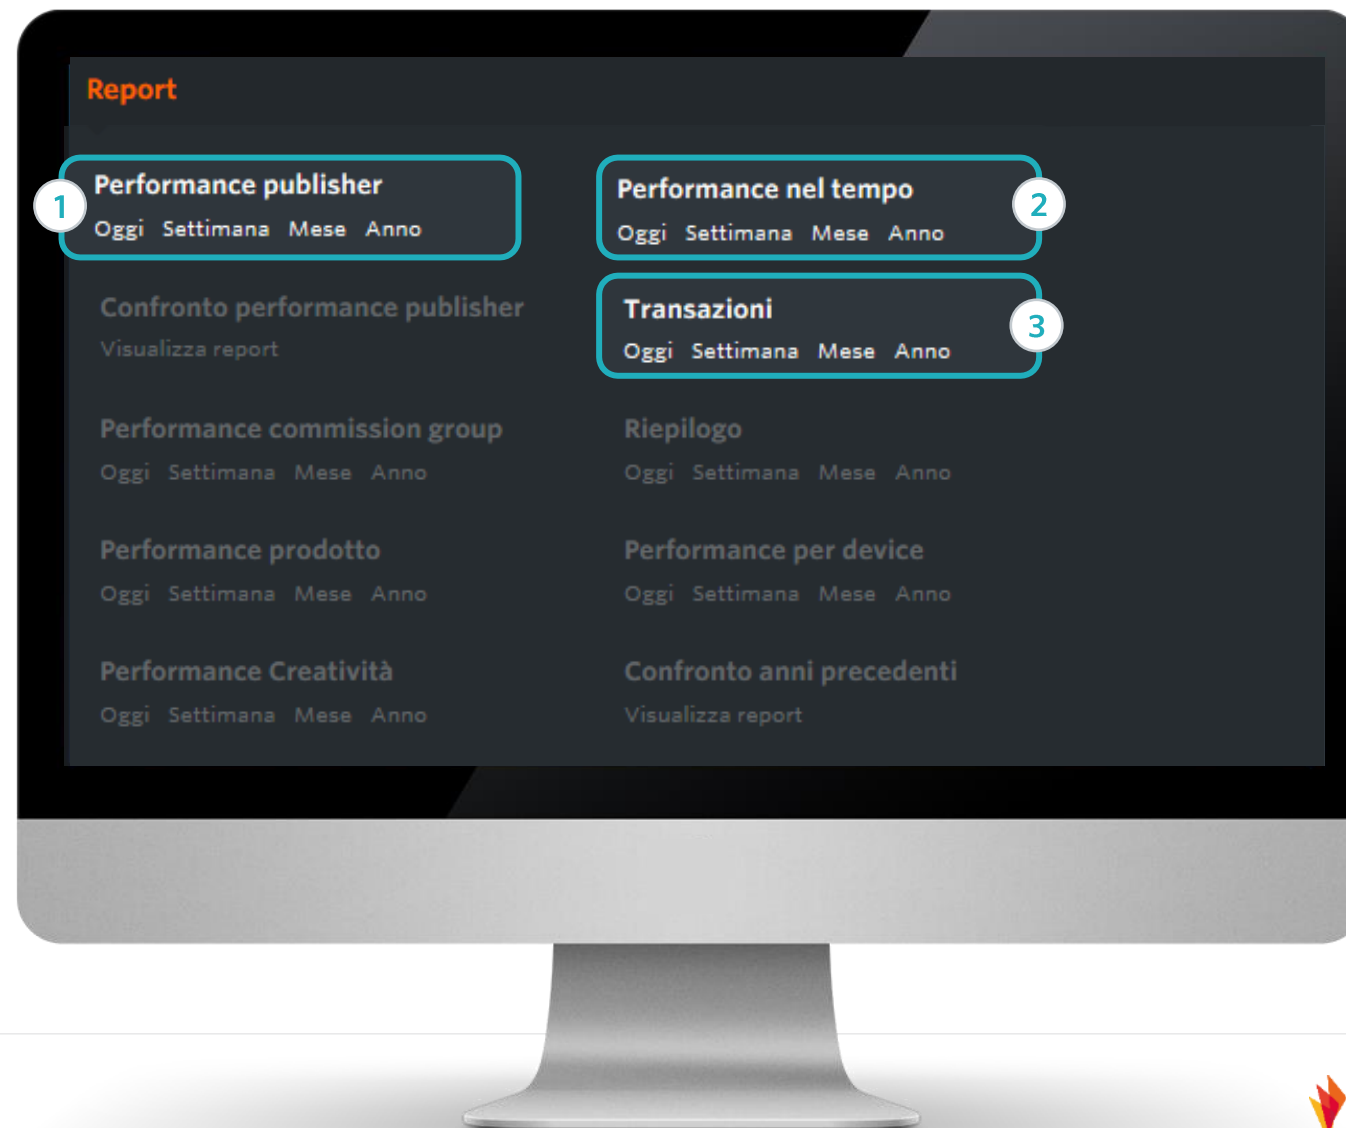 Report
1
Performance publisher
Oggi Settimana Mese Anno
Performance nel tempo
Oggi Settimana Mese Anno
2
Confronto performance publisher
Visualizza report
Transazioni
Oggi Settimana Mese Anno
3
Performance commission group
Oggi Settimana Mese Anno
Riepilogo
Oggi Settimana Mese Anno
Performance prodotto
Oggi Settimana Mese Anno
Performance per device
Oggi Settimana Mese Anno
Performance Creatività
Oggi Settimana Mese Anno
Confronto anni precedenti
Visualizza report